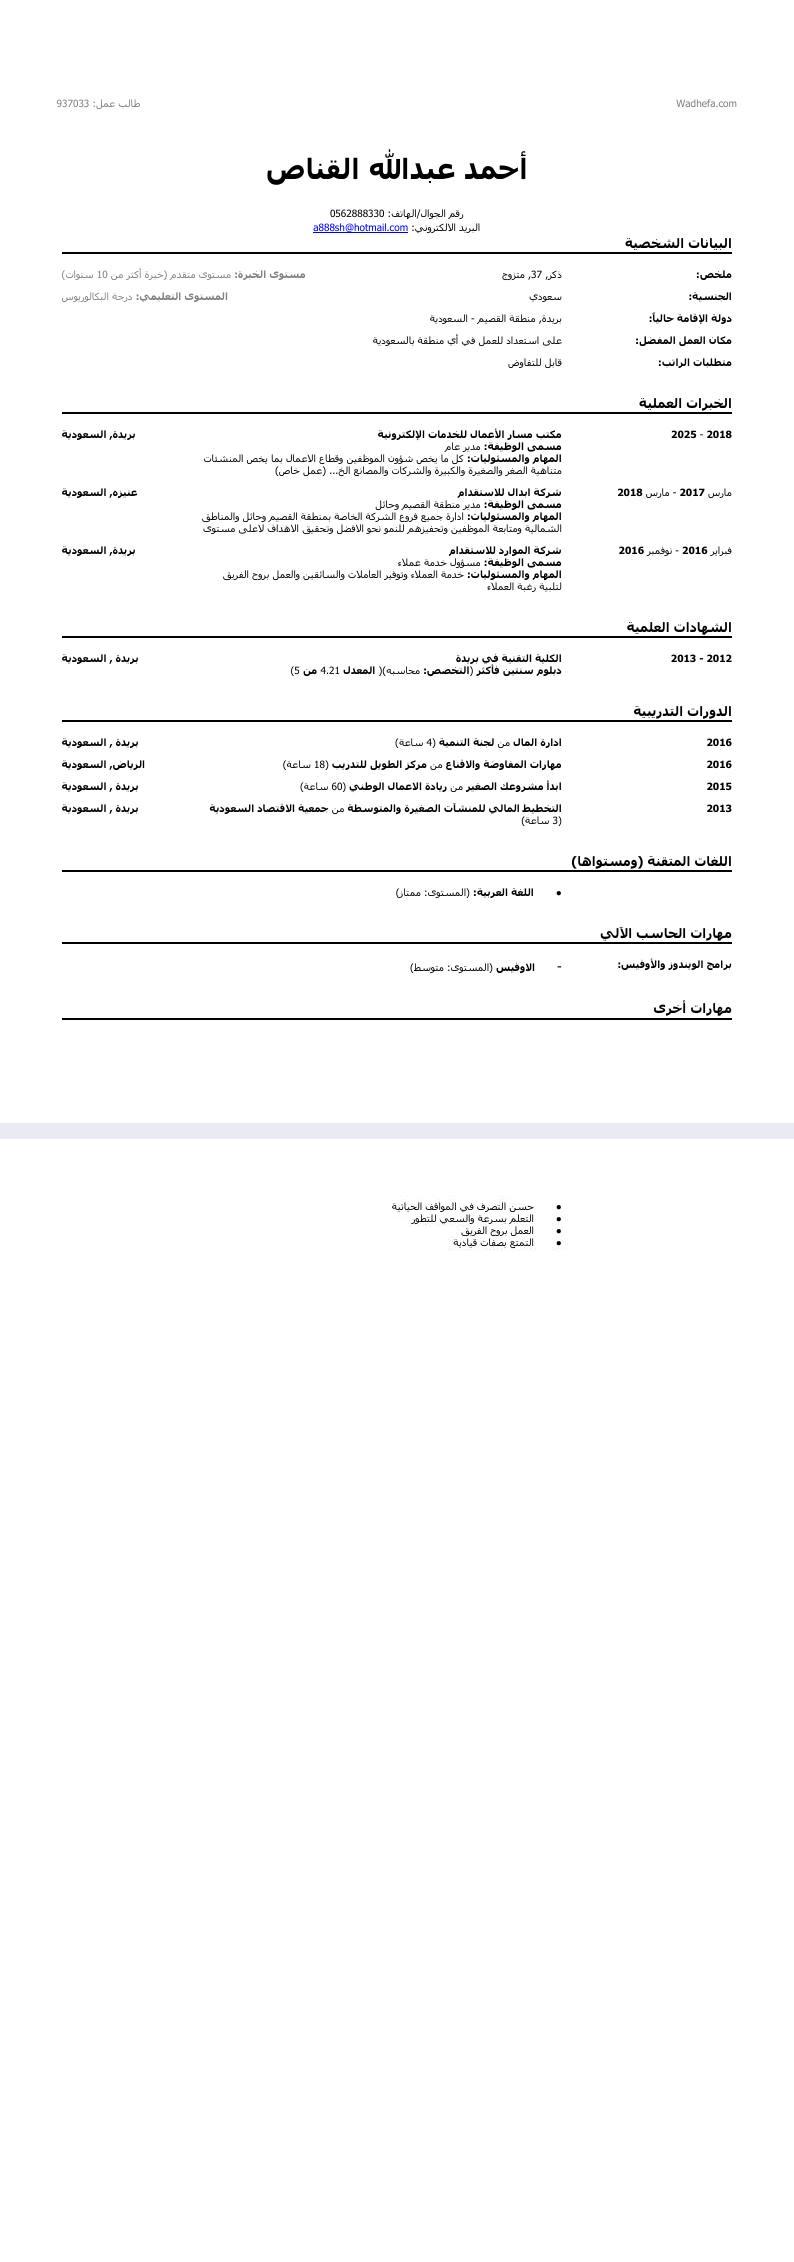 Wadhefa.com طالب عمل: 937033
أحمد عبدالله القناص
رقم الجوال/الهاتف: 0562888330
البريد الالكتروني: a888sh@hotmail.com
البيانات الشخصية
ملخص: ذكر, 37, متزوج مستوى الخبرة: مستوى متقدم (خبرة أكثر من 10 سنوات)
الجنسية: سعودي المستوى التعليمي: درجة البكالوريوس
دولة الإقامة حالياً: بريدة, منطقة القصيم - السعودية
مكان العمل المفضل: على استعداد للعمل في أي منطقة بالسعودية
متطلبات الراتب: قابل للتفاوض
الخبرات العملية
2018 - 2025 مكتب مسار الأعمال للخدمات الإلكترونية بريدة, السعودية
مسمى الوظيفة: مدير عام
المهام والمسئوليات: كل ما يخص شؤون الموظفين وقطاع الاعمال بما يخص المنشئات
متناهية الصغر والصغيرة والكبيرة والشركات والمصانع الخ... (عمل خاص)
مارس 2017 - مارس 2018 شركة ابدال للاستقدام عنيزه, السعودية
مسمى الوظيفة: مدير منطقة القصيم وحائل
المهام والمسئوليات: ادارة جميع فروع الشركة الخاصة بمنطقة القصيم وحائل والمناطق
الشمالية ومتابعة الموظفين وتحفيزهم للنمو نحو الافضل وتحقيق الاهداف لاعلى مستوى
فبراير 2016 - نوفمبر 2016 شركة الموارد للاستقدام بريدة, السعودية
مسمى الوظيفة: مسؤول خدمة عملاء
المهام والمسئوليات: خدمة العملاء وتوفير العاملات والسائقين والعمل بروح الفريق
لتلبية رغبة العملاء
الشهادات العلمية
2012 - 2013 الكلية التقنية في بريدة بريدة , السعودية
دبلوم سنتين فأكثر (التخصص: محاسبه)( المعدل 4.21 من 5)
الدورات التدريبية
2016 ادارة المال من لجنة التنمية (4 ساعة) بريدة , السعودية
2016 مهارات المفاوضة والاقناع من مركز الطويل للتدريب (18 ساعة) الرياض, السعودية
2015 ابدأ مشروعك الصغير من ريادة الاعمال الوطني (60 ساعة) بريدة , السعودية
2013 التخطيط المالي للمنشآت الصغيرة والمتوسطة من جمعية الاقتصاد السعودية بريدة , السعودية
(3 ساعة)
اللغات المتقنة (ومستواها)
• اللغة العربية: (المستوى: ممتاز)
مهارات الحاسب الآلي
برامج الويندوز والأوفيس: - الاوفيس (المستوى: متوسط)
مهارات أخرى
• حسن التصرف في المواقف الحياتية
• التعلم بسرعة والسعي للتطور
• العمل بروح الفريق
• التمتع بصفات قيادية